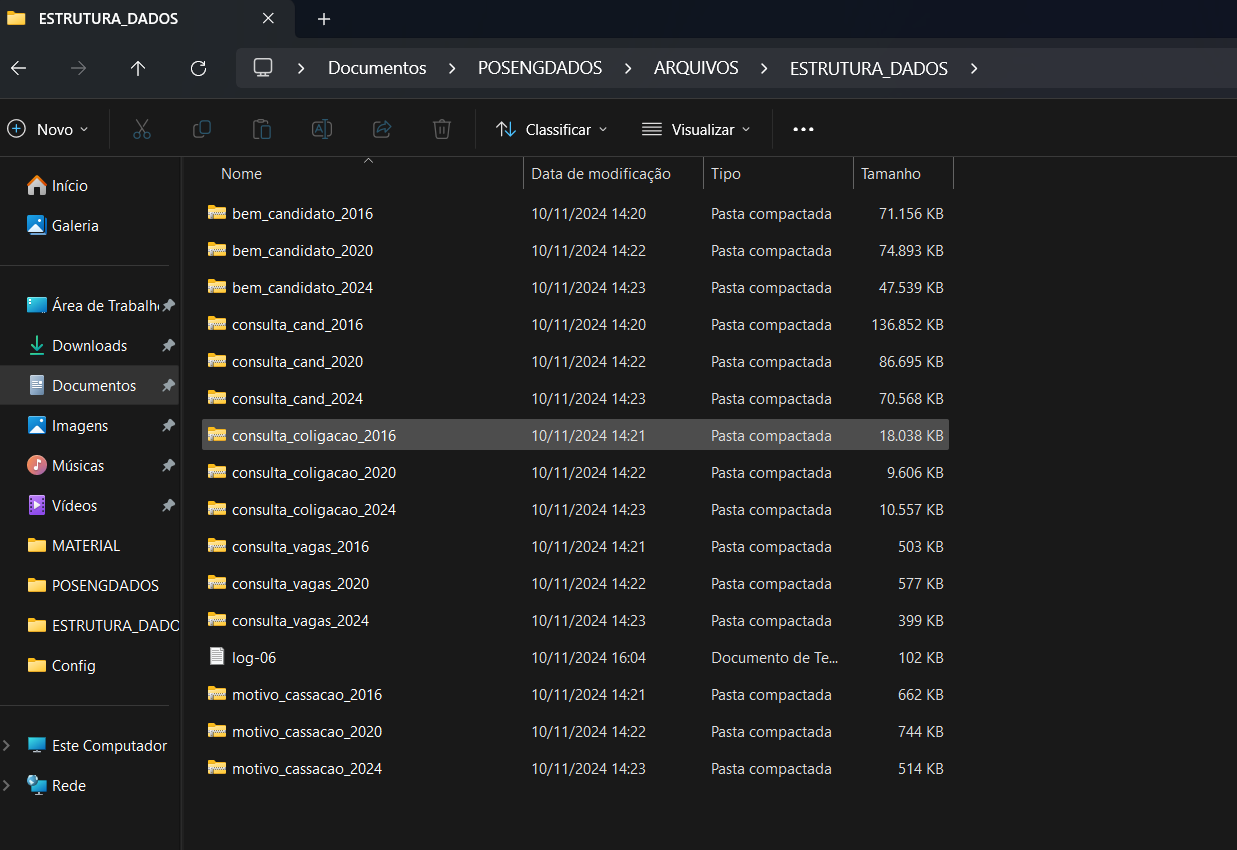 ESTRUTURA_DADOS
Documentos POSENGDADOS ARQUIVOS ESTRUTURA_DADOS
Novo Classificar Visualizar
Nome Data de modificação Tipo Tamanho
Início
Galeria
Área de Trabalh
Downloads
Documentos
Imagens
Músicas
Vídeos
MATERIAL
POSENGDADOS
ESTRUTURA_DADO
Config
Este Computador
Rede
bem_candidato_2016 10/11/2024 14:20 Pasta compactada 71.156 KB
bem_candidato_2020 10/11/2024 14:22 Pasta compactada 74.893 KB
bem_candidato_2024 10/11/2024 14:23 Pasta compactada 47.539 KB
consulta_cand_2016 10/11/2024 14:20 Pasta compactada 136.852 KB
consulta_cand_2020 10/11/2024 14:22 Pasta compactada 86.695 KB
consulta_cand_2024 10/11/2024 14:23 Pasta compactada 70.568 KB
consulta_coligacao_2016 10/11/2024 14:21 Pasta compactada 18.038 KB
consulta_coligacao_2020 10/11/2024 14:22 Pasta compactada 9.606 KB
consulta_coligacao_2024 10/11/2024 14:23 Pasta compactada 10.557 KB
consulta_vagas_2016 10/11/2024 14:21 Pasta compactada 503 KB
consulta_vagas_2020 10/11/2024 14:22 Pasta compactada 577 KB
consulta_vagas_2024 10/11/2024 14:23 Pasta compactada 399 KB
log-06 10/11/2024 16:04 Documento de Te... 102 KB
motivo_cassacao_2016 10/11/2024 14:21 Pasta compactada 662 KB
motivo_cassacao_2020 10/11/2024 14:22 Pasta compactada 744 KB
motivo_cassacao_2024 10/11/2024 14:23 Pasta compactada 514 KB